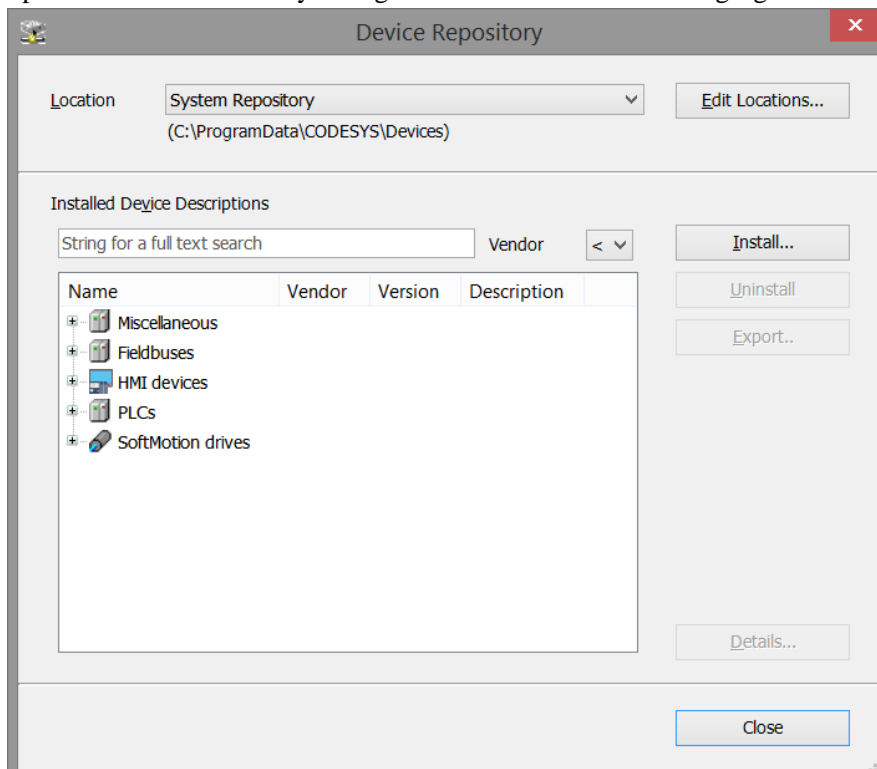 Device Repository
Location System Repository Edit Locations...
(C:\ProgramData\CODESYS\Devices)
Installed Device Descriptions
String for a full text search Vendor < Install...
Name Vendor Version Description Uninstall
Miscellaneous
Export..
Fieldbuses
HMI devices
PLCs
SoftMotion drives
Details...
Close